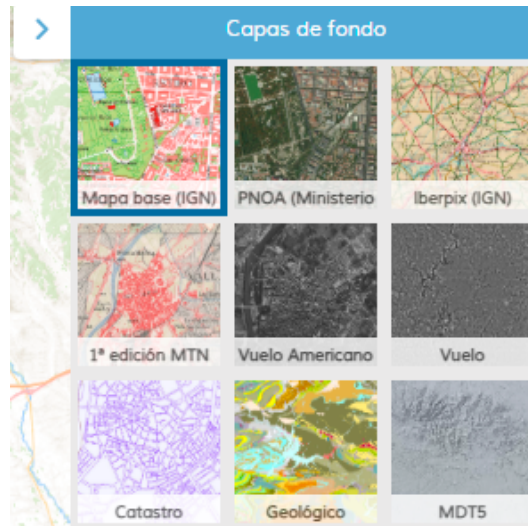 Capas de fondo
Mapa base (IGN)
PNOA (Ministerio
Iberpix (IGN)
1ª edición MTN
Vuelo Americano
Vuelo
Catastro
Geológico
MDT5